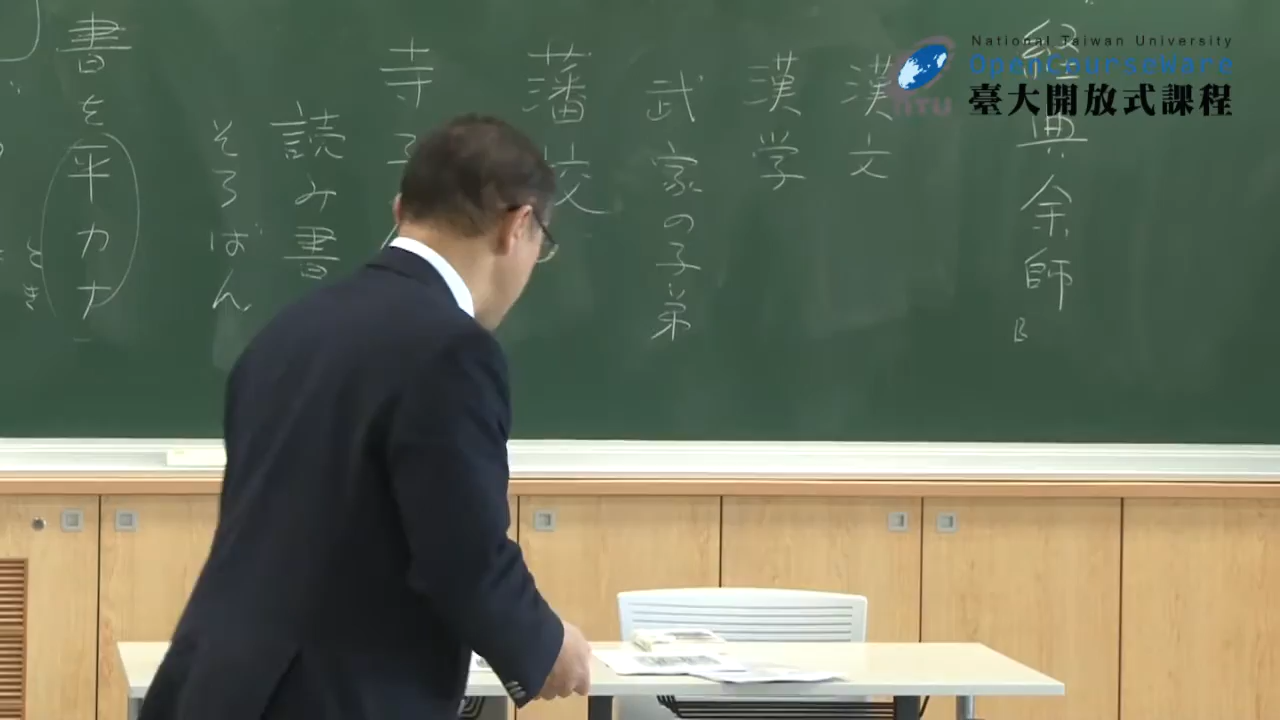 National Taiwan University
OpenCourseWare
臺大開放式課程
NTU
経典余師
漢文
漢学
武家の子弟
藩校
寺子
読み書
そろばん
書を平カナ